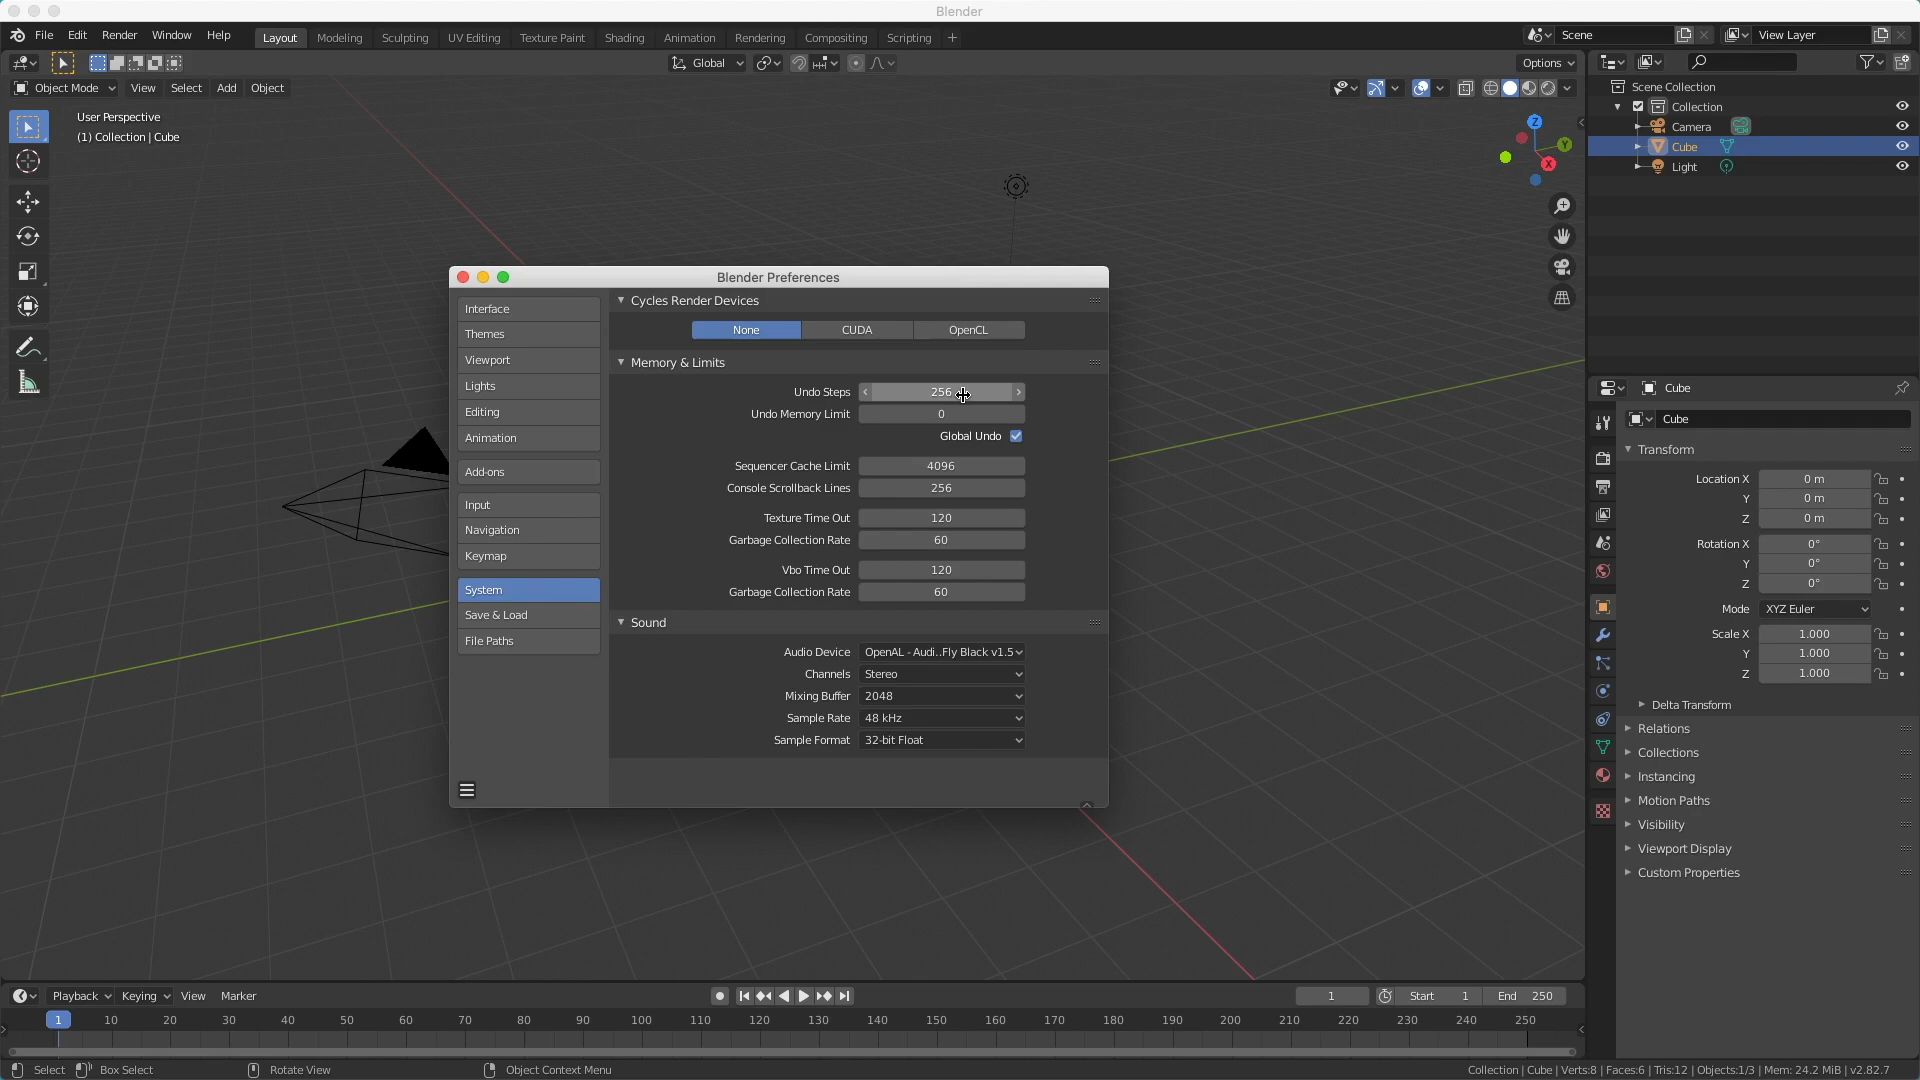 Blender
File Edit Render Window Help Layout Modeling Sculpting UV Editing Texture Paint Shading Animation Rendering Compositing Scripting + Scene View Layer
Global Options
Object Mode View Select Add Object
User Perspective
(1) Collection | Cube
Z
Y
X
Scene Collection
Collection
Camera
Cube
Light
Blender Preferences
Interface
Themes
Viewport
Lights
Editing
Animation
Add-ons
Input
Navigation
Keymap
System
Save & Load
File Paths
Cycles Render Devices
None CUDA OpenCL
Memory & Limits
Undo Steps 256
Undo Memory Limit 0
Global Undo
Sequencer Cache Limit 4096
Console Scrollback Lines 256
Texture Time Out 120
Garbage Collection Rate 60
Vbo Time Out 120
Garbage Collection Rate 60
Sound
Audio Device OpenAL - Audi..Fly Black v1.5
Channels Stereo
Mixing Buffer 2048
Sample Rate 48 kHz
Sample Format 32-bit Float
Cube
Cube
Transform
Location X 0 m
Y 0 m
Z 0 m
Rotation X 0°
Y 0°
Z 0°
Mode XYZ Euler
Scale X 1.000
Y 1.000
Z 1.000
Delta Transform
Relations
Collections
Instancing
Motion Paths
Visibility
Viewport Display
Custom Properties
Playback Keying View Marker 1 Start 1 End 250
1 10 20 30 40 50 60 70 80 90 100 110 120 130 140 150 160 170 180 190 200 210 220 230 240 250
Select Box Select Rotate View Object Context Menu Collection | Cube | Verts:8 | Faces:6 | Tris:12 | Objects:1/3 | Mem: 24.2 MiB | v2.82.7